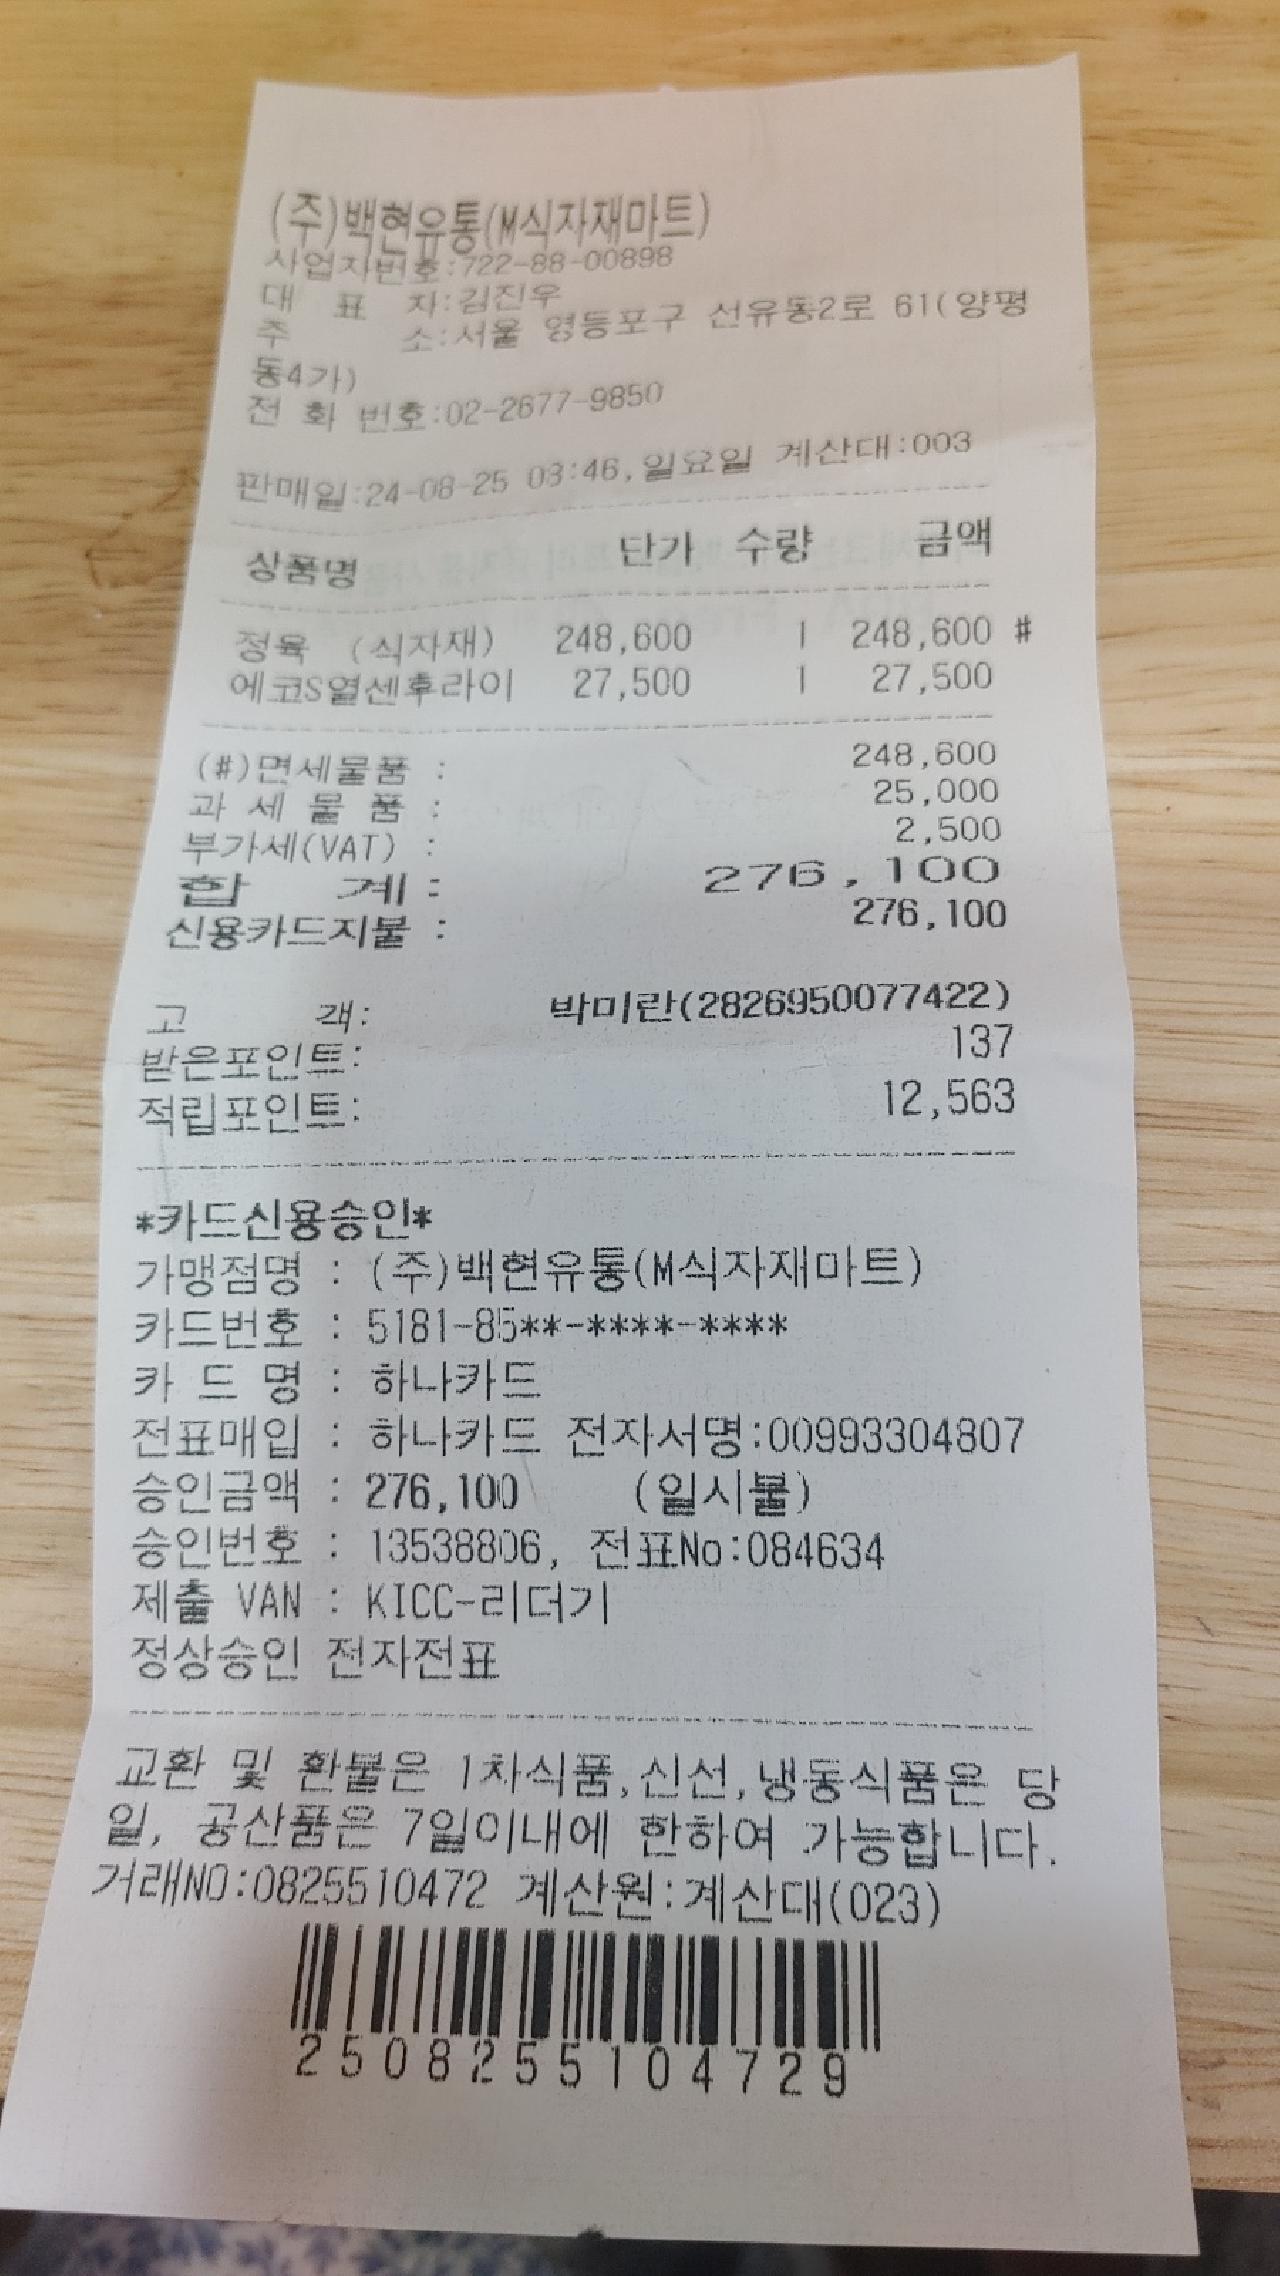 (주)백현유통(M식자재마트)
사업자번호:722-88-00898
대 표 자:김진우
주 소:서울 영등포구 선유동2로 61(양평
동4가)
전 화 번호:02-2677-9850
판매일:24-08-25 03:46,일요일 계산대:003
상품명 단가 수량 금액
정육 (식자재) 248,600 1 248,600 #
에코S열센후라이 27,500 1 27,500
(#)면세물품 : 248,600
과 세 물 품 : 25,000
부가세(VAT) : 2,500
합 계 : 276,100
신용카드지불 : 276,100
고 객: 박미란(2826950077422)
받은포인트: 137
적립포인트: 12,563
*카드신용승인*
가맹점명 : (주)백현유통(M식자재마트)
카드번호 : 5181-85**-****-****
카 드 명 : 하나카드
전표매입 : 하나카드 전자서명:00993304807
승인금액 : 276,100 (일시불)
승인번호 : 13538806, 전표No:084634
제출 VAN : KICC-리더기
정상승인 전자전표
교환 및 환불은 1차식품,신선,냉동식품은 당
일, 공산품은 7일이내에 한하여 가능합니다.
거래NO:0825510472 계산원:계산대(023)
2508255104729